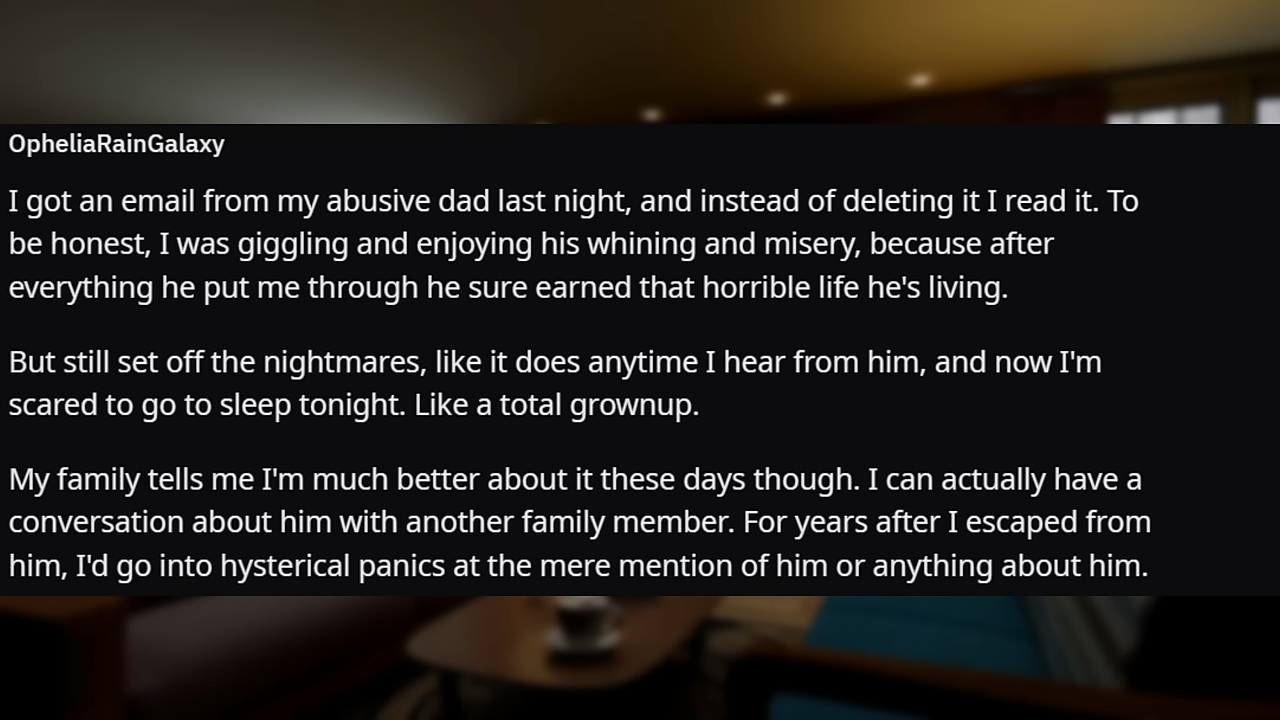 OpheliaRainGalaxy
I got an email from my abusive dad last night, and instead of deleting it I read it. To
be honest, I was giggling and enjoying his whining and misery, because after
everything he put me through he sure earned that horrible life he's living.
But still set off the nightmares, like it does anytime I hear from him, and now I'm
scared to go to sleep tonight. Like a total grownup.
My family tells me I'm much better about it these days though. I can actually have a
conversation about him with another family member. For years after I escaped from
him, I'd go into hysterical panics at the mere mention of him or anything about him.